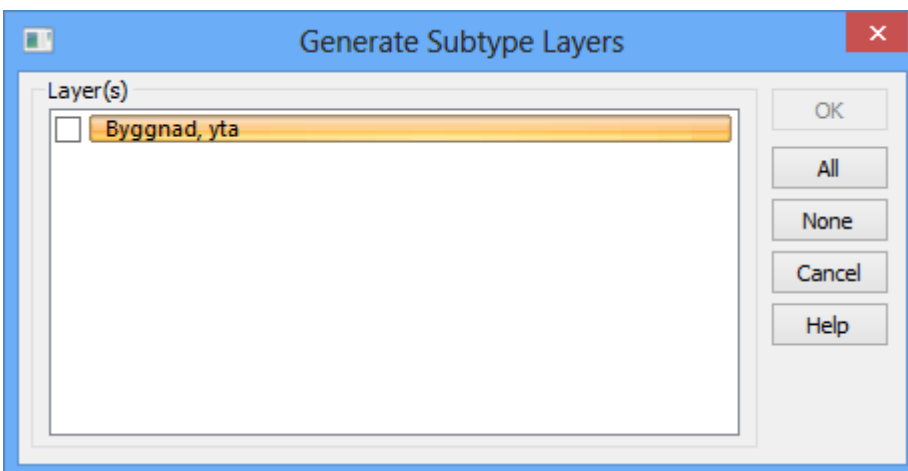 Generate Subtype Layers
Layer(s)
Byggnad, yta
OK
All
None
Cancel
Help